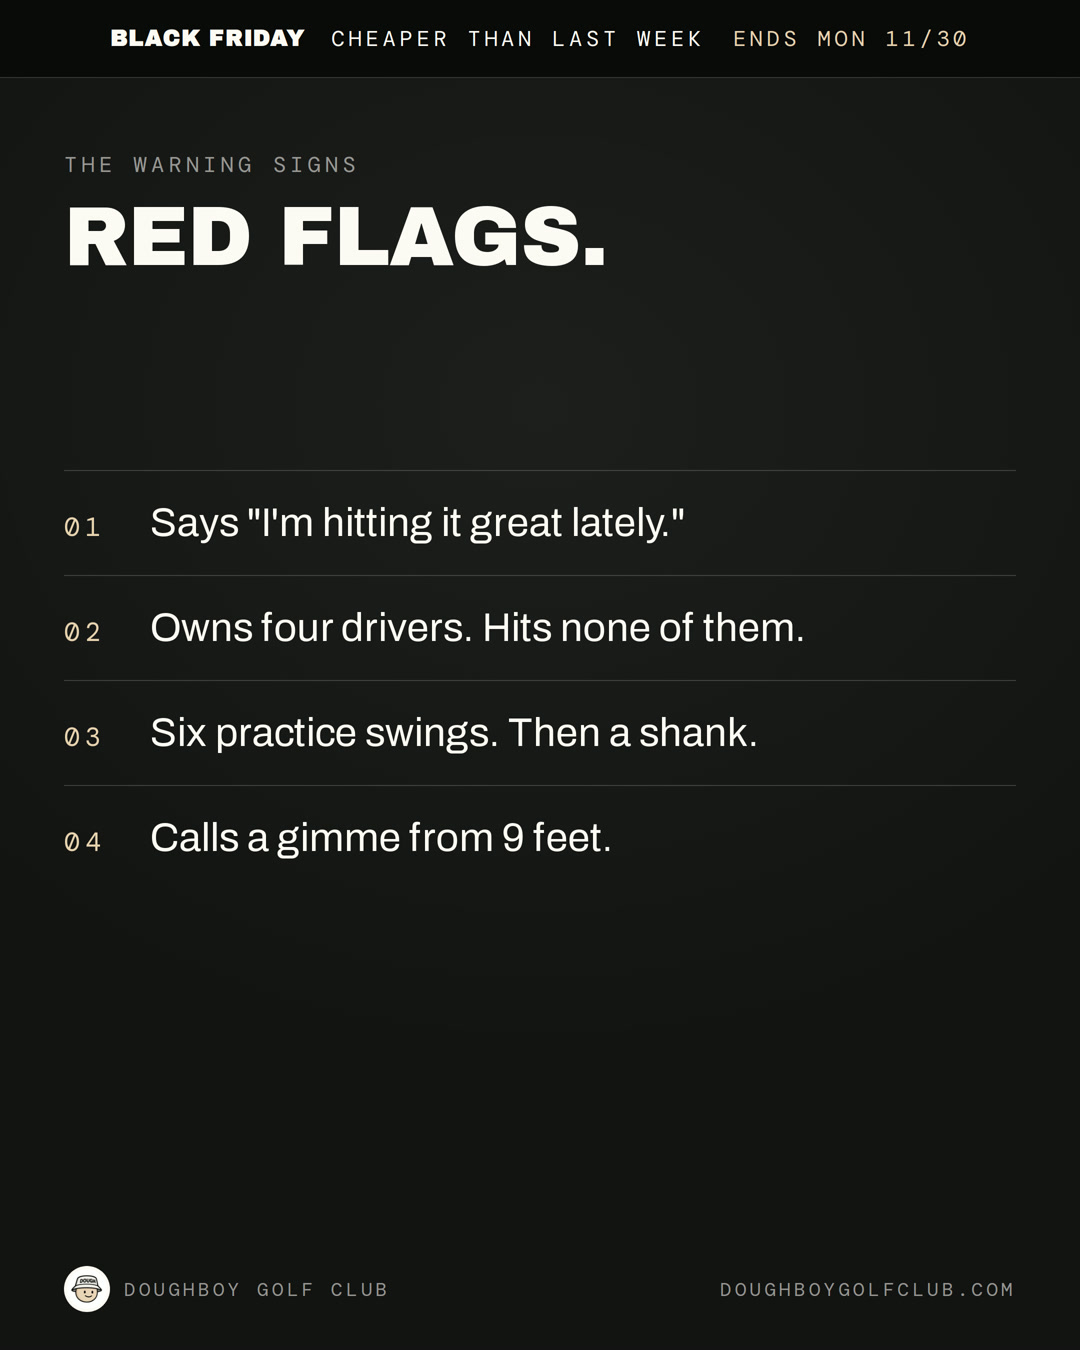 BLACK FRIDAY CHEAPER THAN LAST WEEK ENDS MON 11/30
THE WARNING SIGNS
RED FLAGS.
01 Says "I'm hitting it great lately."
02 Owns four drivers. Hits none of them.
03 Six practice swings. Then a shank.
04 Calls a gimme from 9 feet.
DOUGH
DOUGHBOY GOLF CLUB DOUGHBOYGOLFCLUB.COM